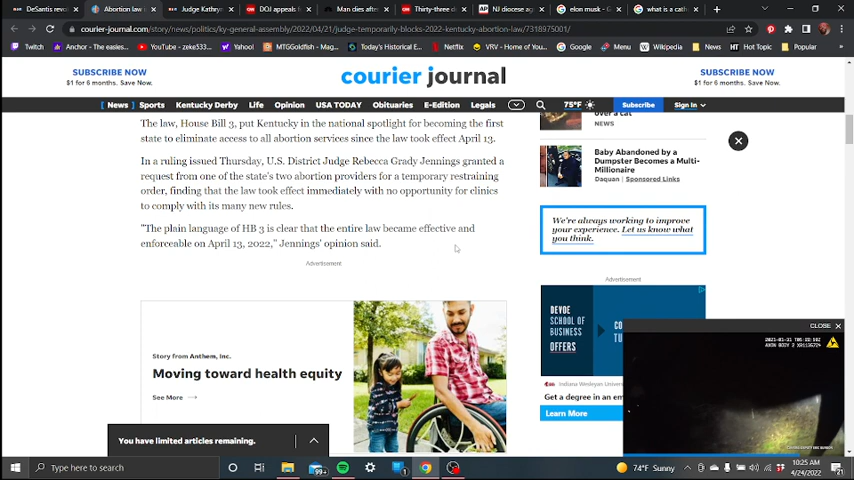 DeSantis revo
Abortion law i
Judge Kathry
DOJ appeals f
Man dies after
Thirty-three d
NJ diocese ag
elon musk - G
what is a cath
courier-journal.com/story/news/politics/ky-general-assembly/2022/04/21/judge-temporarily-blocks-2022-kentucky-abortion-law/7318975001/
Twitch
Anchor - The easies...
YouTube - zeke333...
Yahoo!
MTGGoldfish - Mag...
Today's Historical E...
Netflix
VRV - Home of Your...
Google
Menu
Wikipedia
News
Hot Topic
Popular
SUBSCRIBE NOW
$1 for 6 months. Save Now.
courier journal
SUBSCRIBE NOW
$1 for 6 months. Save Now.
[ News ] Sports Kentucky Derby Life Opinion USA TODAY Obituaries E-Edition Legals 75°F Subscribe Sign In
The law, House Bill 3, put Kentucky in the national spotlight for becoming the first
state to eliminate access to all abortion services since the law took effect April 13.
In a ruling issued Thursday, U.S. District Judge Rebecca Grady Jennings granted a
request from one of the state's two abortion providers for a temporary restraining
order, finding that the law took effect immediately with no opportunity for clinics
to comply with its many new rules.
"The plain language of HB 3 is clear that the entire law became effective and
enforceable on April 13, 2022," Jennings' opinion said.
Advertisement
Story from Anthem, Inc.
Moving toward health equity
See More
You have limited articles remaining.
over a cat
NEWS
Baby Abandoned by a
Dumpster Becomes a Multi-
Millionaire
Daquan | Sponsored Links
We're always working to improve
your experience. Let us know what
you think.
Advertisement
DEVOE
SCHOOL OF
BUSINESS
OFFERS
Indiana Wesleyan Univer
Get a degree in an em
Learn More
CLOSE
Type here to search
99+
74°F Sunny
10:25 AM
4/24/2022
21